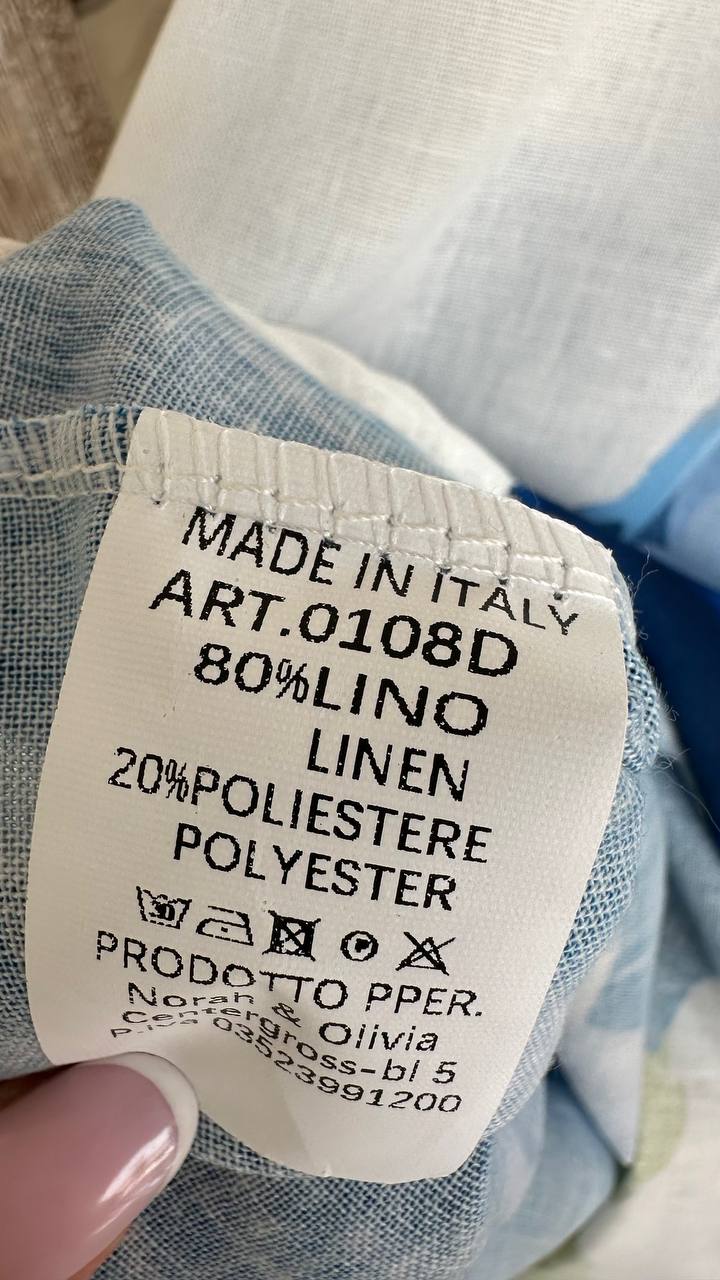 MADE IN ITALY
ART.0108D
80%LINO
LINEN
20%POLIESTERE
POLYESTER
30 P
PRODOTTO PPER.
Norah & Olivia
Centergross-bl 5
P.iva 03523991200